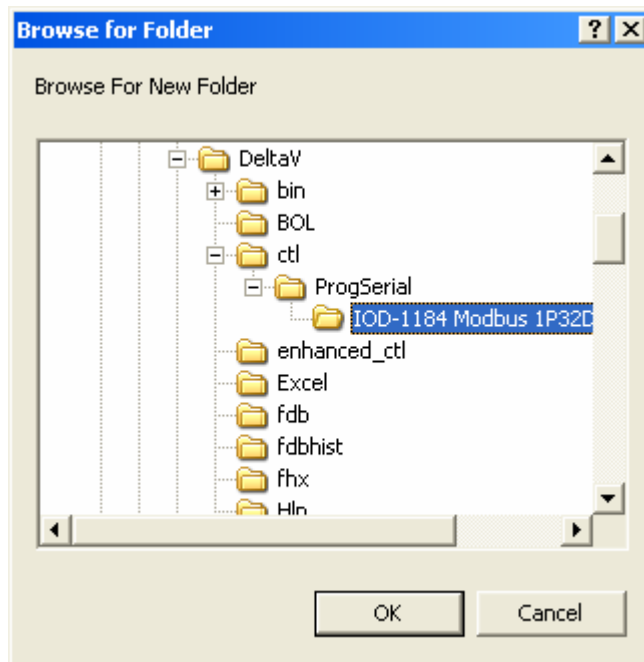 Browse for Folder
Browse For New Folder
DeltaV
bin
BOL
ctl
ProgSerial
IOD-1184 Modbus 1P32D
enhanced_ctl
Excel
fdb
fdbhist
fhx
Hln
OK
Cancel